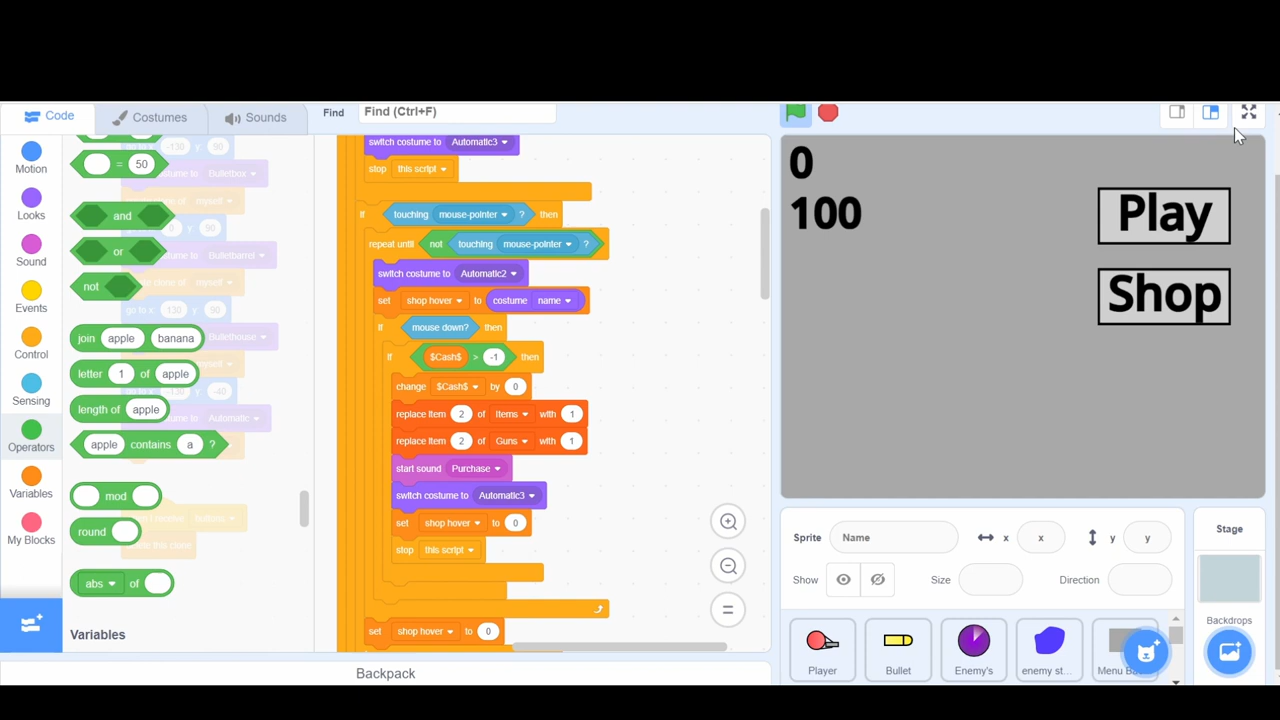 Code
Costumes
Sounds
Find
Find (Ctrl+F)
Motion
Looks
Sound
Events
Control
Sensing
Operators
Variables
My Blocks
= 50
and
or
not
join apple banana
letter 1 of apple
length of apple
apple contains a ?
mod
round
abs of
Variables
switch costume to Automatic3
stop this script
if touching mouse-pointer ? then
repeat until not touching mouse-pointer ?
switch costume to Automatic2
set shop hover to costume name
if mouse down? then
if $Cash$ > -1 then
change $Cash$ by 0
replace item 2 of Items with 1
replace item 2 of Guns with 1
start sound Purchase
switch costume to Automatic3
set shop hover to 0
stop this script
set shop hover to 0
Backpack
0
100
Play
Shop
Sprite Name x x y y
Show Size Direction
Player
Bullet
Enemy's
enemy st...
Stage
Backdrops